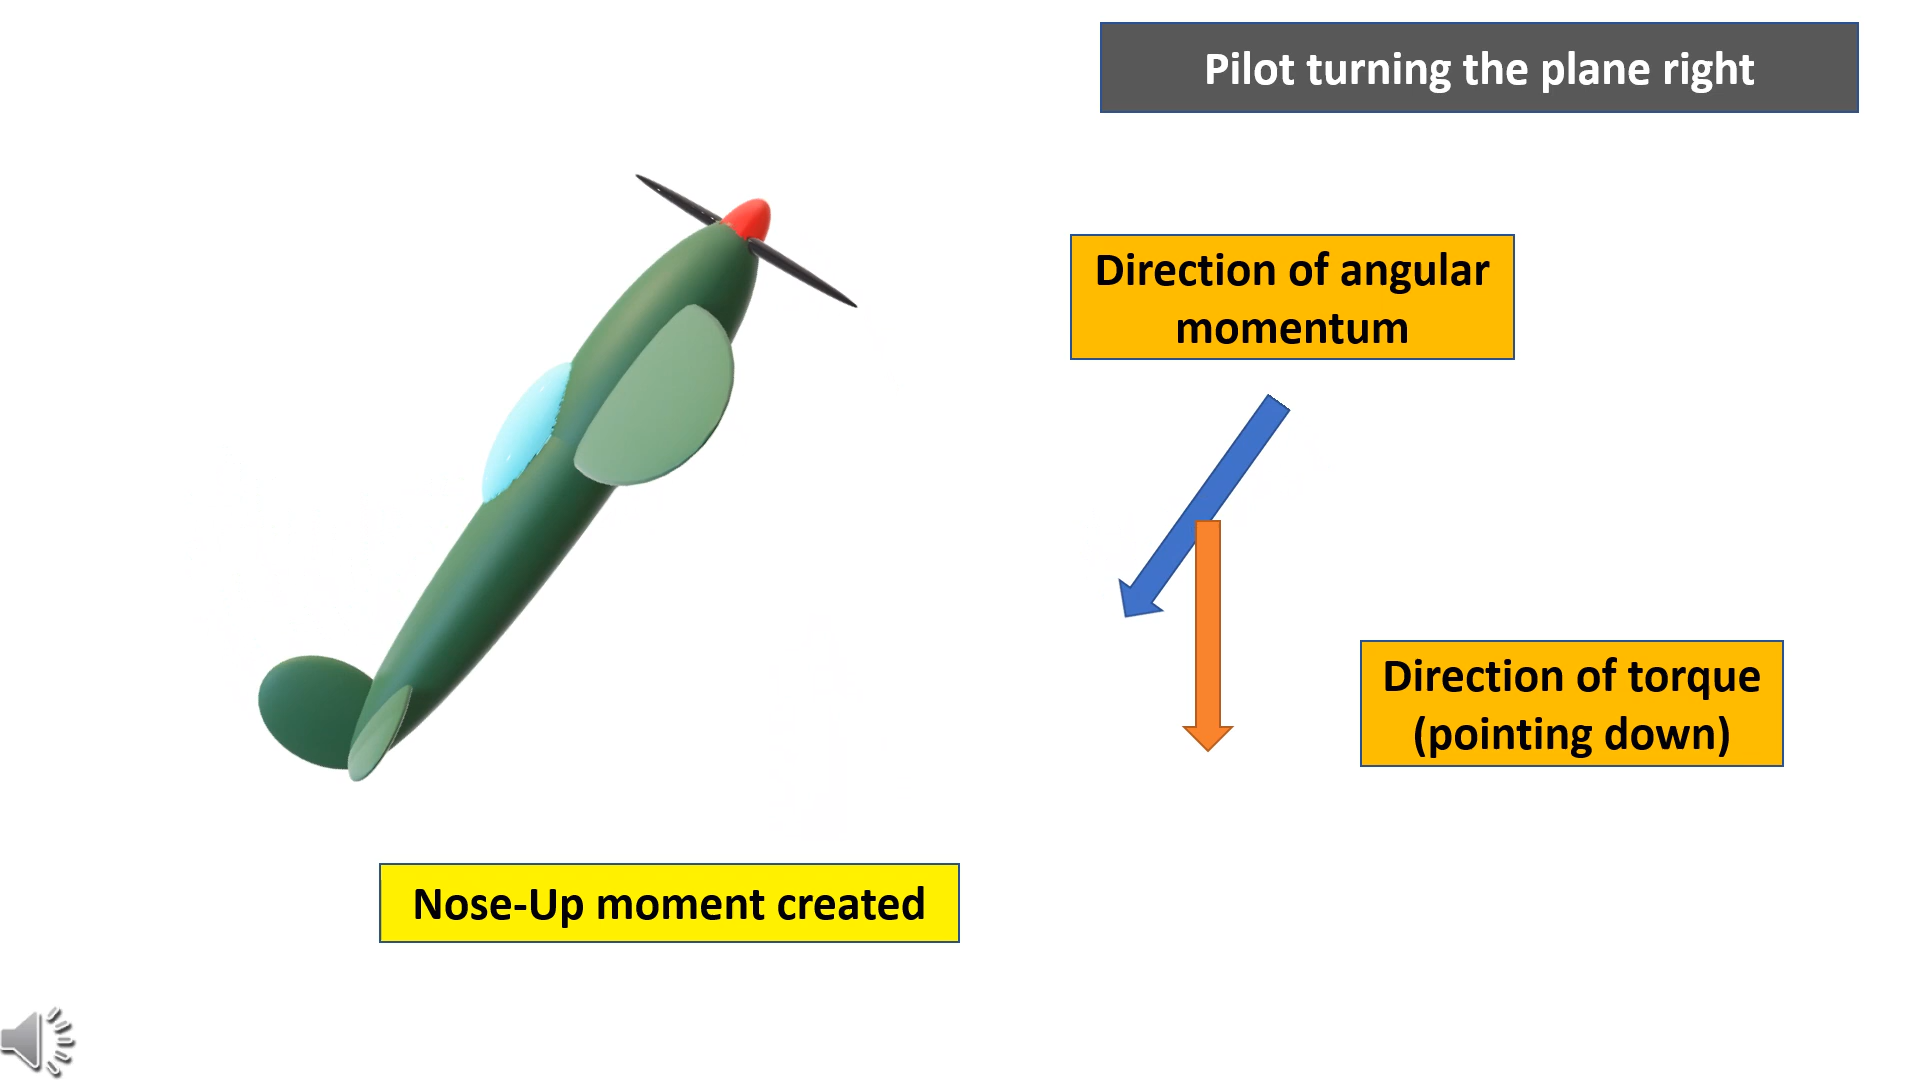 Pilot turning the plane right
Direction of angular
momentum
Direction of torque
(pointing down)
Nose-Up moment created